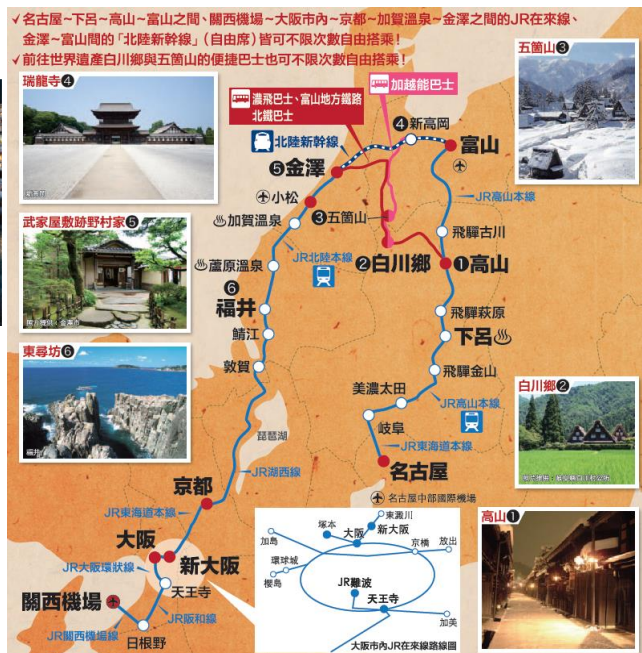 ✓名古屋~下呂~高山~富山之間、關西機場~大阪市內~京都~加賀溫泉~金澤之間的JR在來線、
金澤~富山間的「北陸新幹線」(自由席)皆可不限次數自由搭乘!
✓前往世界遺產白川鄉與五箇山的便捷巴士也可不限次數自由搭乘!
五箇山❸
瑞龍寺❹
加越能巴士
濃飛巴士、富山地方鐵路
北鐵巴士
❹新高岡
北陸新幹線
富山
❺金澤
小松
JR高山本線
武家屋敷跡野村家❺
加賀溫泉
❸五箇山
飛驒古川
JR北陸本線
❷白川鄉
❶高山
蘆原溫泉
❻
福井
飛驒萩原
鯖江
下呂
東尋坊❻
敦賀
飛驒金山
美濃太田
JR高山本線
白川鄉❷
琵琶湖
岐阜
JR東海道本線
JR湖西線
名古屋
京都
名古屋中部國際機場
JR東海道本線
高山❶
東淀川
塚本
新大阪
加島
大阪
京橋
放出
大阪
新大阪
環球城
JR大阪環狀線
櫻島
天王寺
JR難波
關西機場
天王寺
JR阪和線
加美
日根野
JR關西機場線
大阪市內JR在來線路線圖